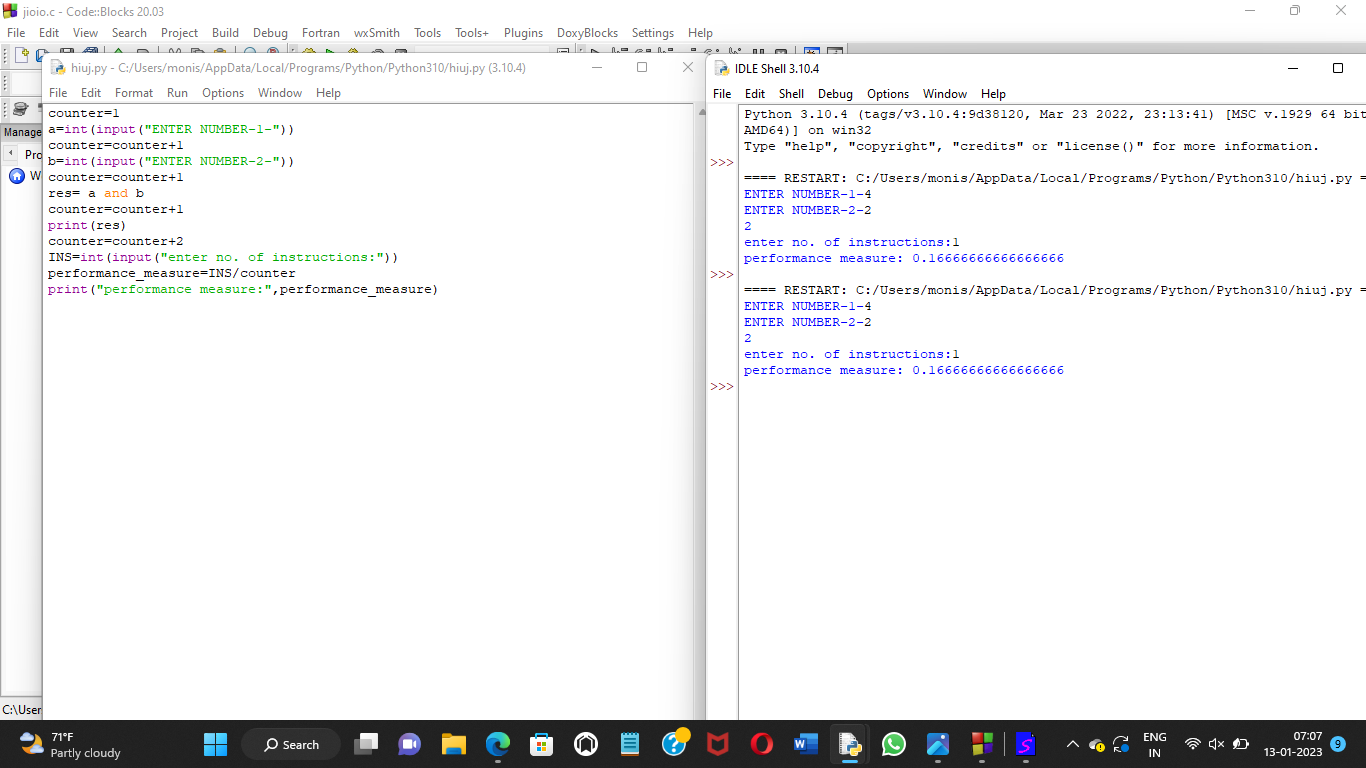 jioio.c - Code::Blocks 20.03
File Edit View Search Project Build Debug Fortran wxSmith Tools Tools+ Plugins DoxyBlocks Settings Help
Manage
Pro
W
C:\User
hiuj.py - C:/Users/monis/AppData/Local/Programs/Python/Python310/hiuj.py (3.10.4)
File Edit Format Run Options Window Help
counter=1
a=int(input("ENTER NUMBER-1-"))
counter=counter+1
b=int(input("ENTER NUMBER-2-"))
counter=counter+1
res= a and b
counter=counter+1
print(res)
counter=counter+2
INS=int(input("enter no. of instructions:"))
performance_measure=INS/counter
print("performance measure:",performance_measure)
IDLE Shell 3.10.4
File Edit Shell Debug Options Window Help
Python 3.10.4 (tags/v3.10.4:9d38120, Mar 23 2022, 23:13:41) [MSC v.1929 64 bit
AMD64)] on win32
Type "help", "copyright", "credits" or "license()" for more information.
>>>
==== RESTART: C:/Users/monis/AppData/Local/Programs/Python/Python310/hiuj.py =
ENTER NUMBER-1-4
ENTER NUMBER-2-2
2
enter no. of instructions:1
performance measure: 0.16666666666666666
>>>
==== RESTART: C:/Users/monis/AppData/Local/Programs/Python/Python310/hiuj.py =
ENTER NUMBER-1-4
ENTER NUMBER-2-2
2
enter no. of instructions:1
performance measure: 0.16666666666666666
>>>
71°F
Partly cloudy
Search
ENG
IN
07:07
13-01-2023
9